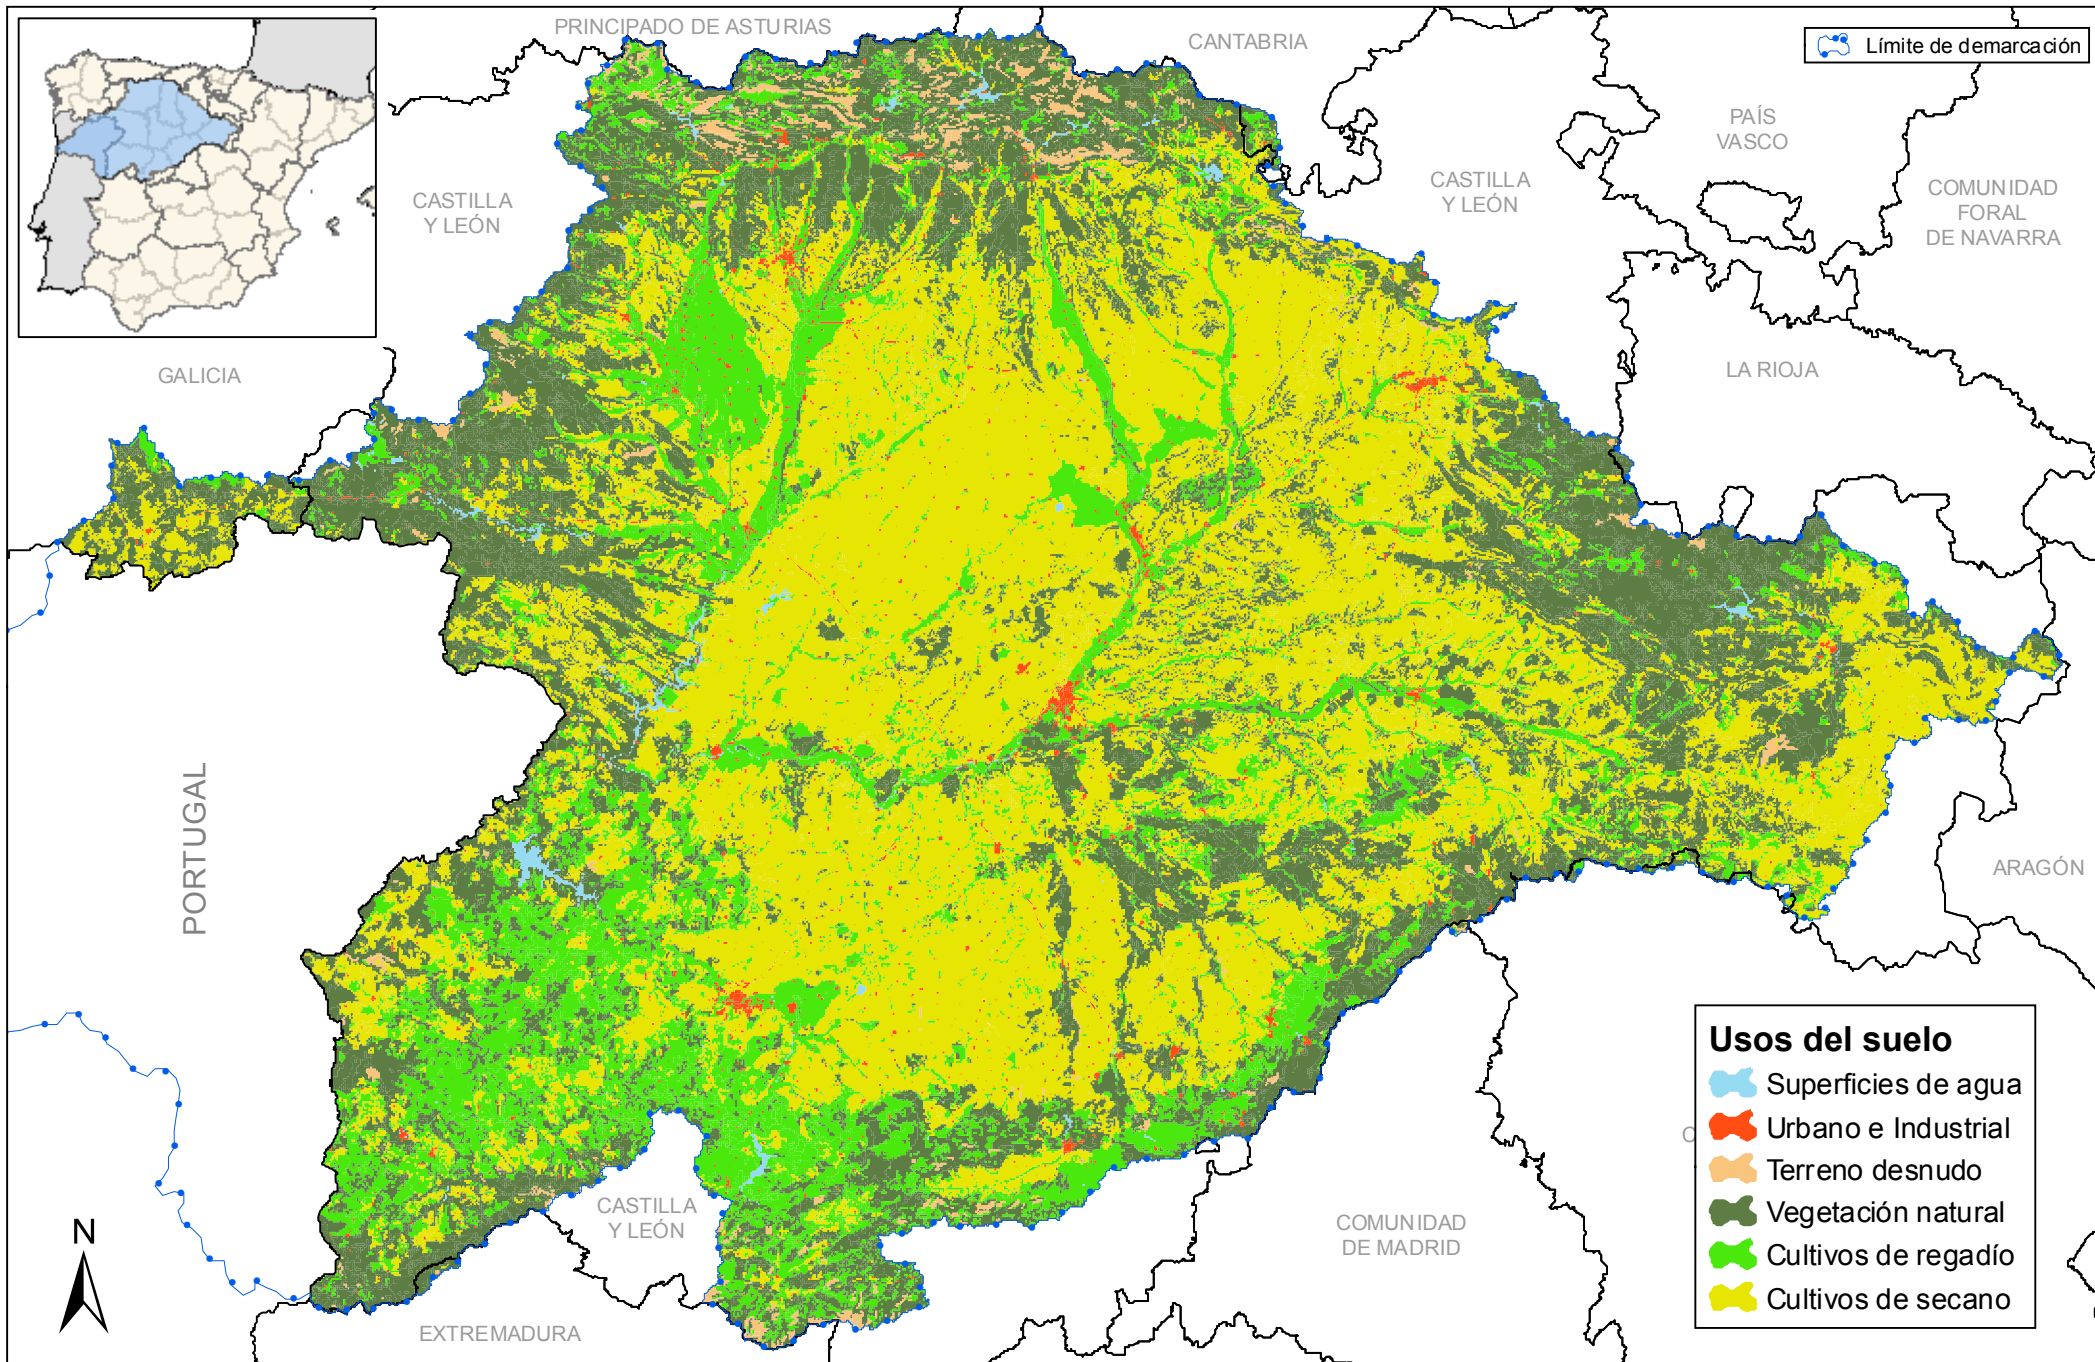 PRINCIPADO DE ASTURIAS
CANTABRIA
Límite de demarcación
PAÍS
VASCO
CASTILLA
Y LEÓN
CASTILLA
Y LEÓN
COMUNIDAD
FORAL
DE NAVARRA
GALICIA
LA RIOJA
PORTUGAL
ARAGÓN
Usos del suelo
Superficies de agua
Urbano e Industrial
Terreno desnudo
Vegetación natural
Cultivos de regadío
Cultivos de secano
C
N
CASTILLA
Y LEÓN
COMUNIDAD
DE MADRID
EXTREMADURA